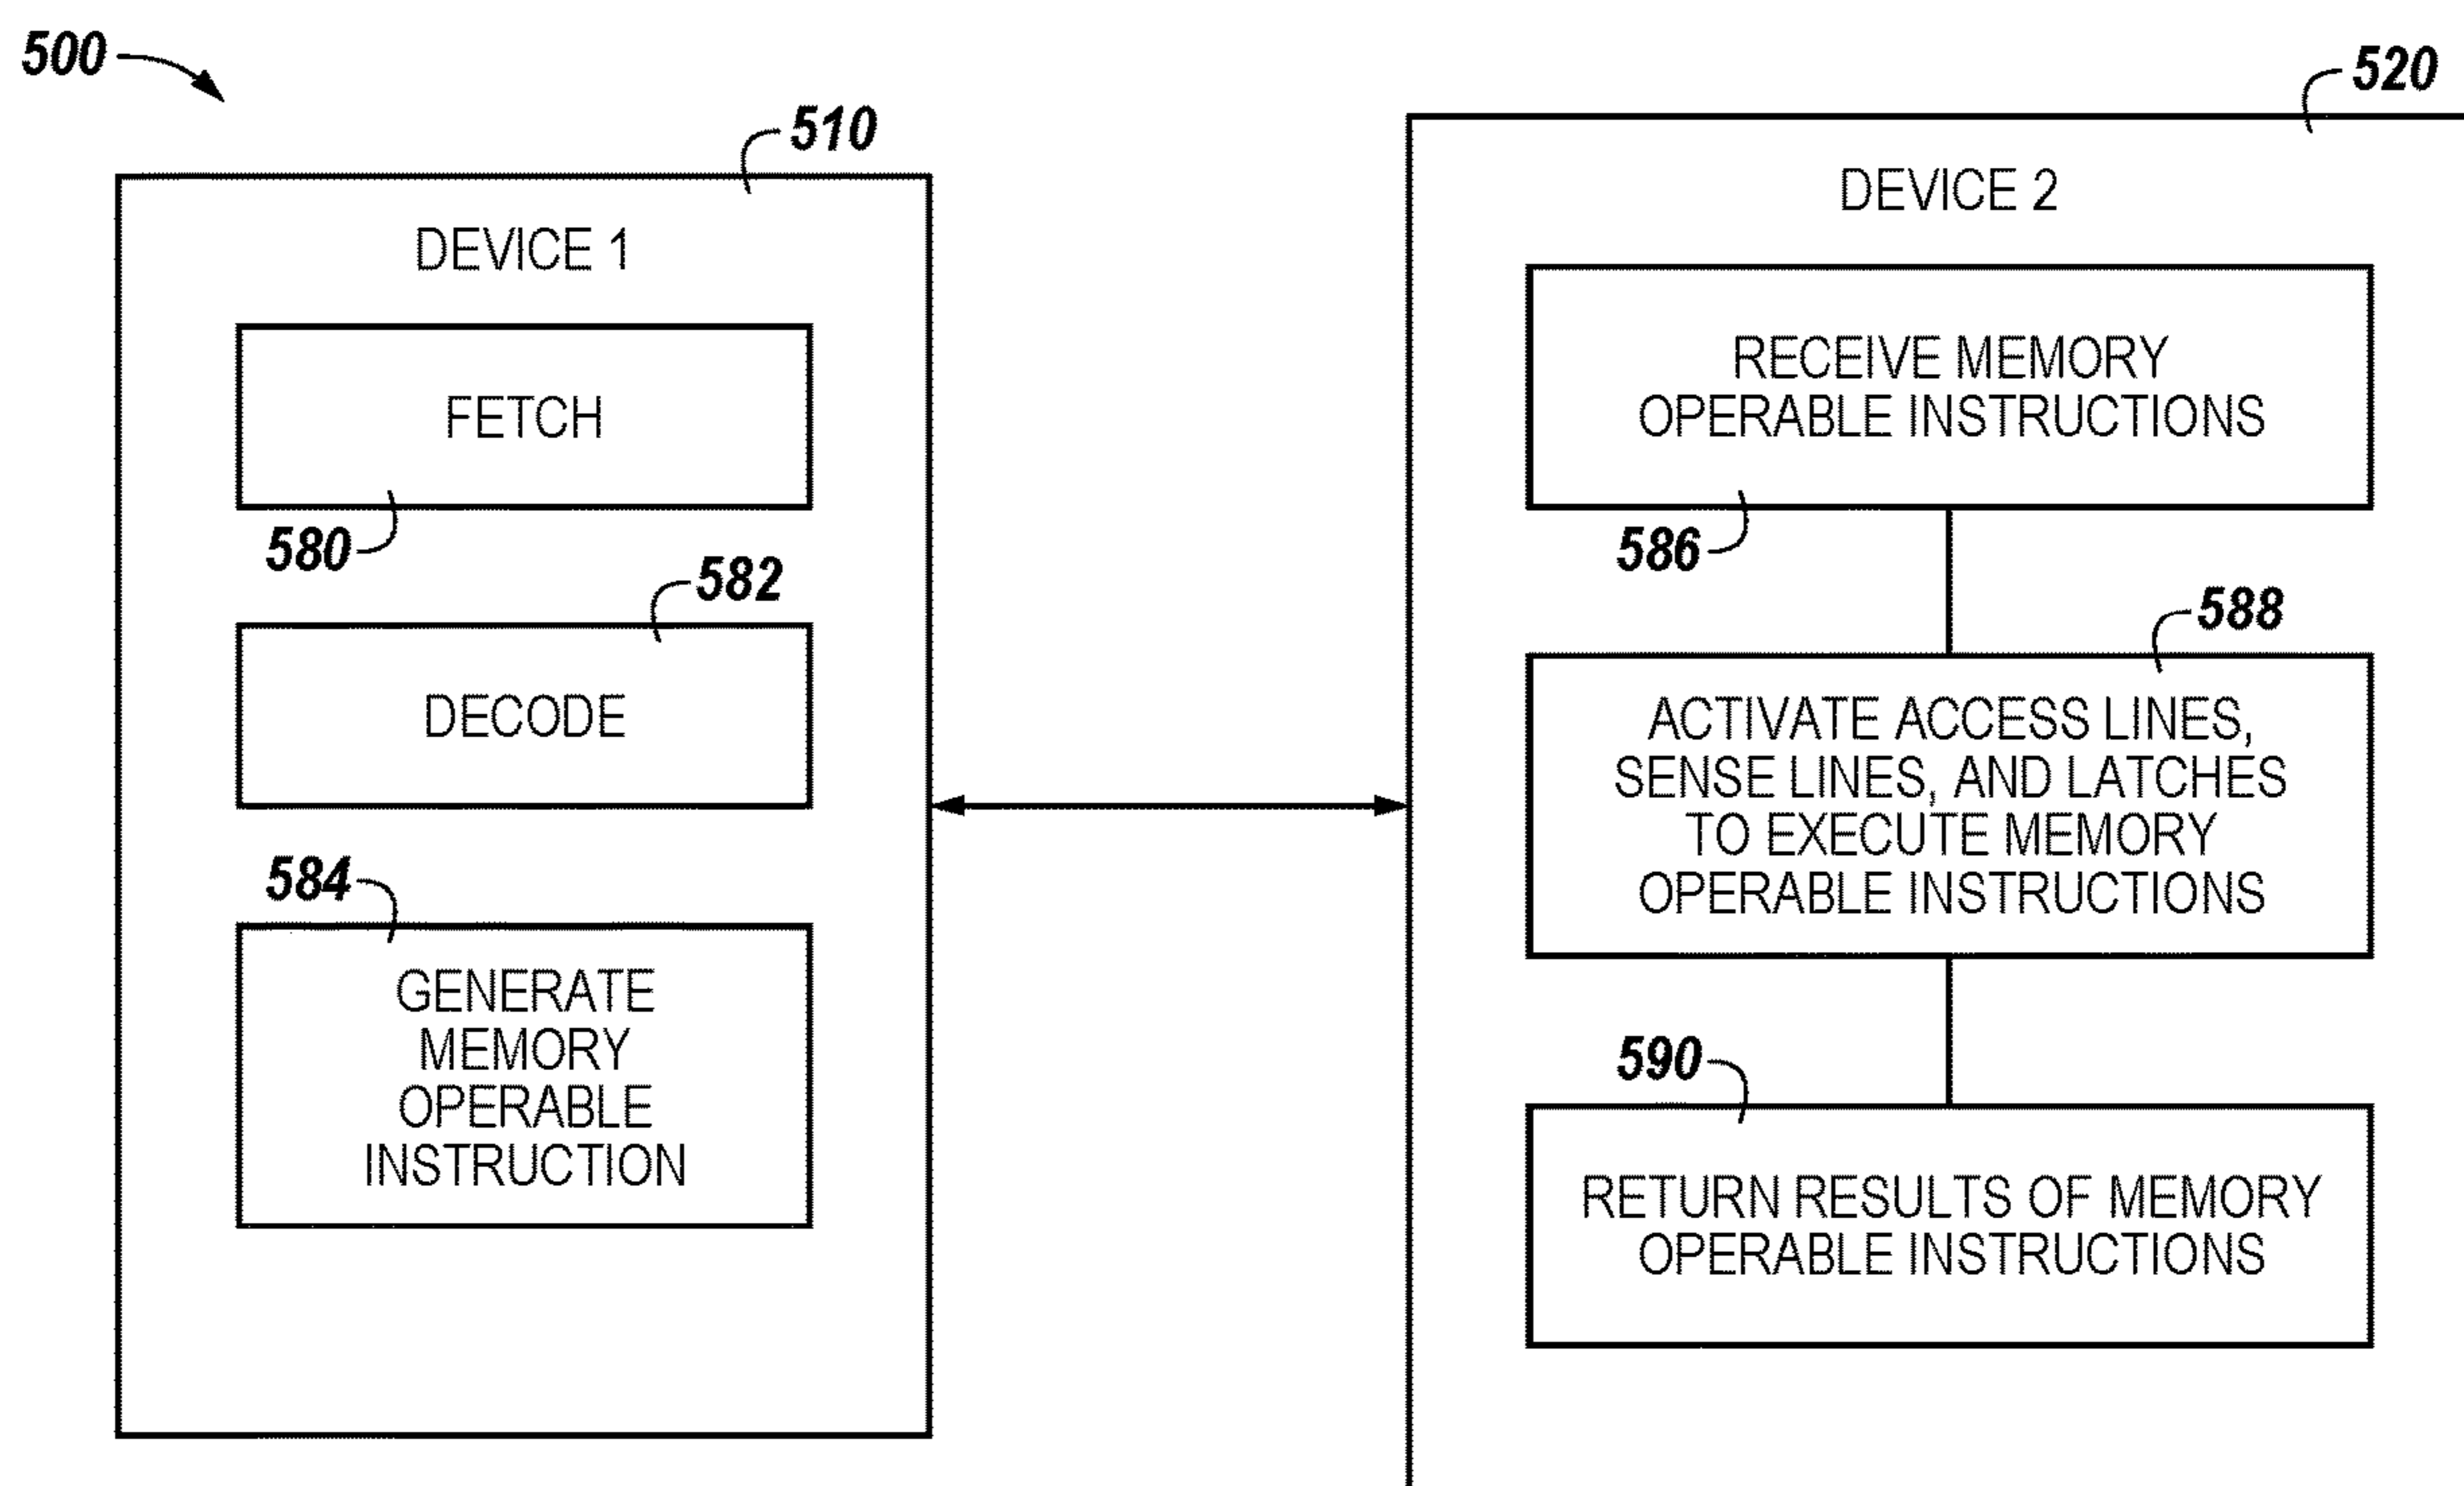 500
510
DEVICE 1
FETCH
580
582
DECODE
584
GENERATE
MEMORY
OPERABLE
INSTRUCTION
520
DEVICE 2
RECEIVE MEMORY
OPERABLE INSTRUCTIONS
586
588
ACTIVATE ACCESS LINES,
SENSE LINES, AND LATCHES
TO EXECUTE MEMORY
OPERABLE INSTRUCTIONS
590
RETURN RESULTS OF MEMORY
OPERABLE INSTRUCTIONS